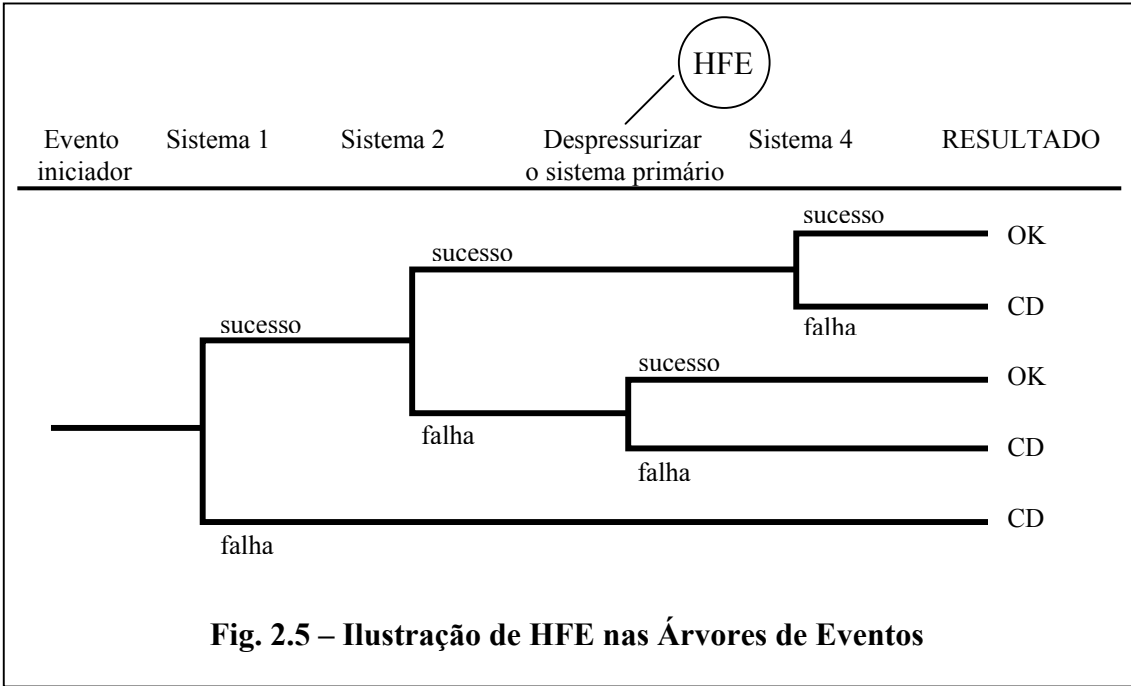 HFE
Evento iniciador
Sistema 1
Sistema 2
Despressurizar o sistema primário
Sistema 4
RESULTADO
sucesso
OK
sucesso
CD
falha
sucesso
sucesso
OK
falha
CD
falha
CD
falha
Fig. 2.5 – Ilustração de HFE nas Árvores de Eventos